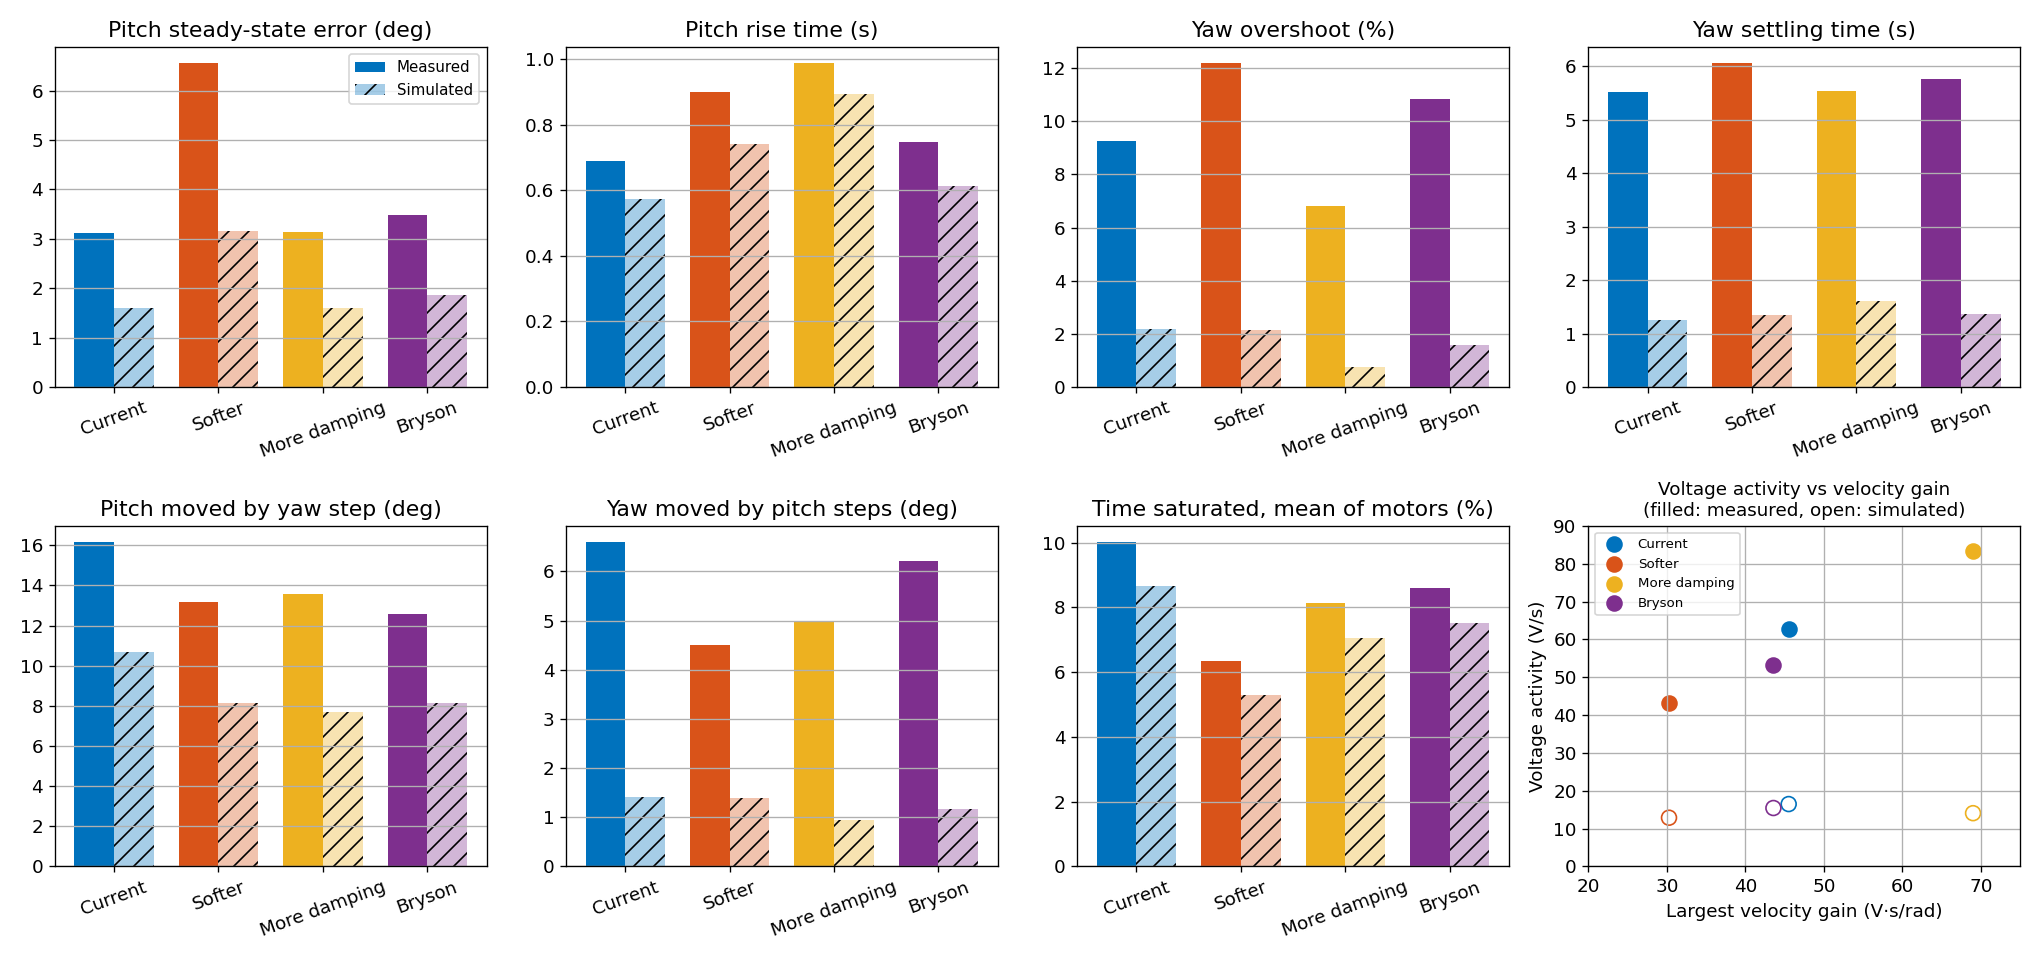 Pitch steady-state error (deg)
Measured
Simulated
6
5
4
3
2
1
0
Current
Softer
More damping
Bryson
Pitch rise time (s)
1.0
0.8
0.6
0.4
0.2
0.0
Current
Softer
More damping
Bryson
Yaw overshoot (%)
12
10
8
6
4
2
0
Current
Softer
More damping
Bryson
Yaw settling time (s)
6
5
4
3
2
1
0
Current
Softer
More damping
Bryson
Pitch moved by yaw step (deg)
16
14
12
10
8
6
4
2
0
Current
Softer
More damping
Bryson
Yaw moved by pitch steps (deg)
6
5
4
3
2
1
0
Current
Softer
More damping
Bryson
Time saturated, mean of motors (%)
10
8
6
4
2
0
Current
Softer
More damping
Bryson
Voltage activity vs velocity gain
(filled: measured, open: simulated)
Current
Softer
More damping
Bryson
Voltage activity (V/s)
90
80
70
60
50
40
30
20
10
0
20 30 40 50 60 70
Largest velocity gain (V·s/rad)